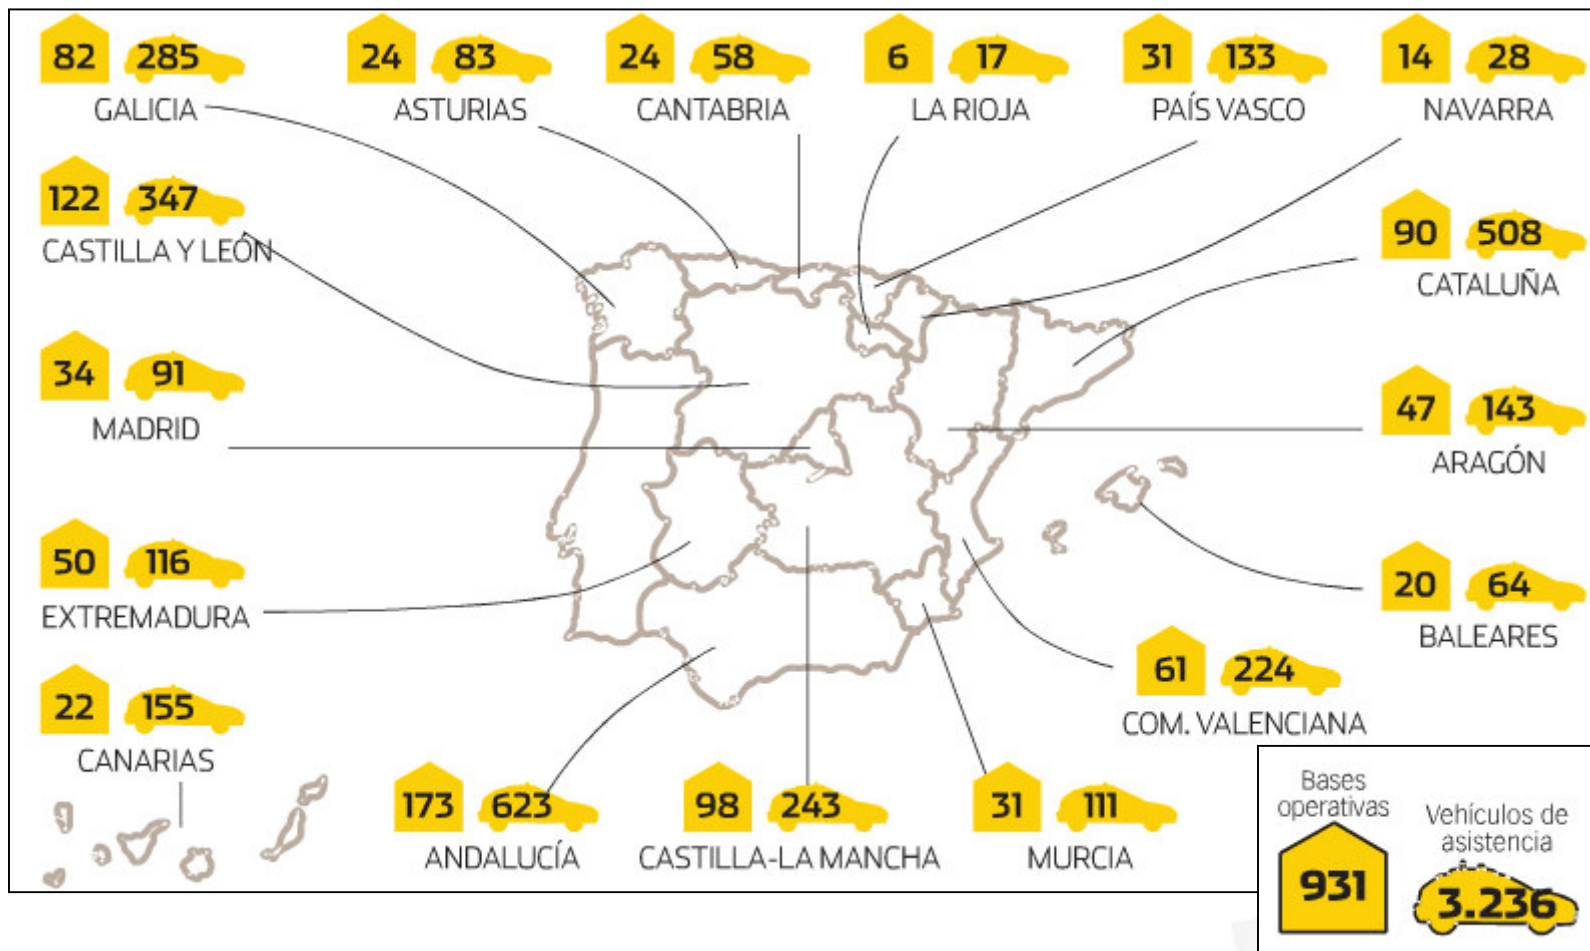 82 285
GALICIA
24 83
ASTURIAS
24 58
CANTABRIA
6 17
LA RIOJA
31 133
PAÍS VASCO
14 28
NAVARRA
122 347
CASTILLA Y LEÓN
90 508
CATALUÑA
34 91
MADRID
47 143
ARAGÓN
50 116
EXTREMADURA
20 64
BALEARES
22 155
CANARIAS
61 224
COM. VALENCIANA
173 623
ANDALUCÍA
98 243
CASTILLA-LA MANCHA
31 111
MURCIA
Bases
operativas
931
Vehículos de
asistencia
3.236